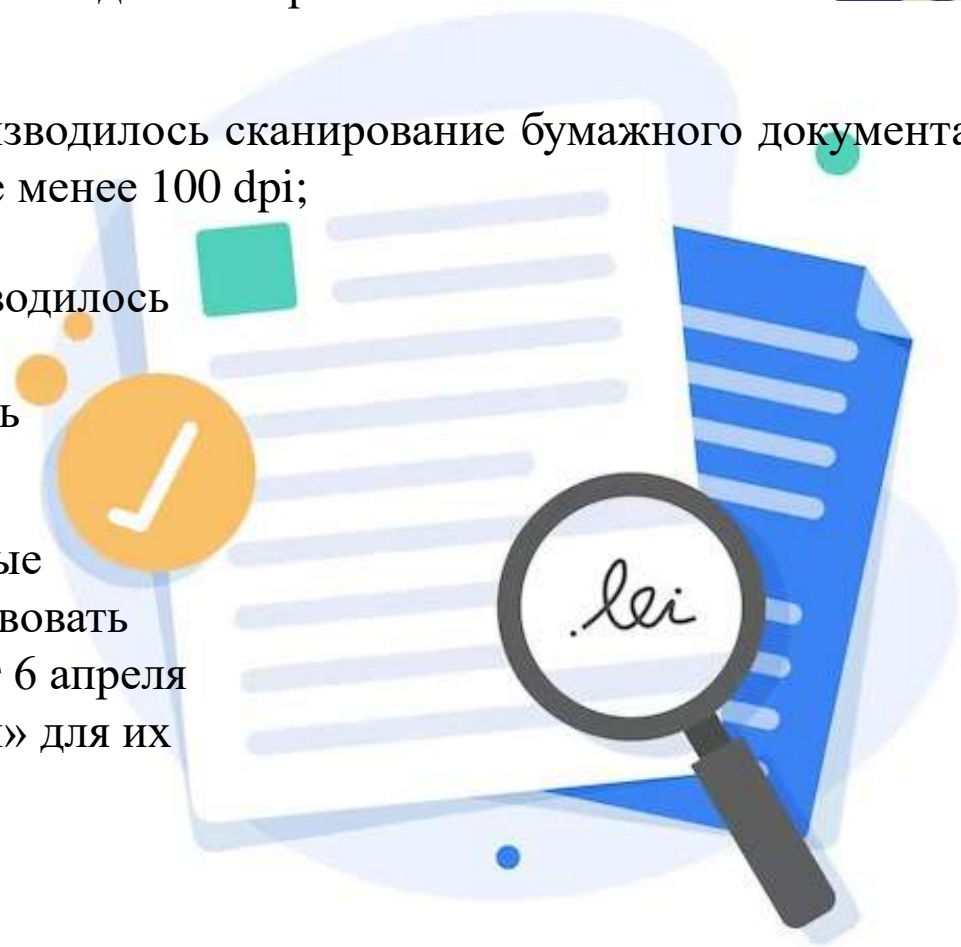 изводилось сканирование бумажного документа
е менее 100 dpi;
водилось
ь
ые
вовать
6 апреля
» для их
.lei